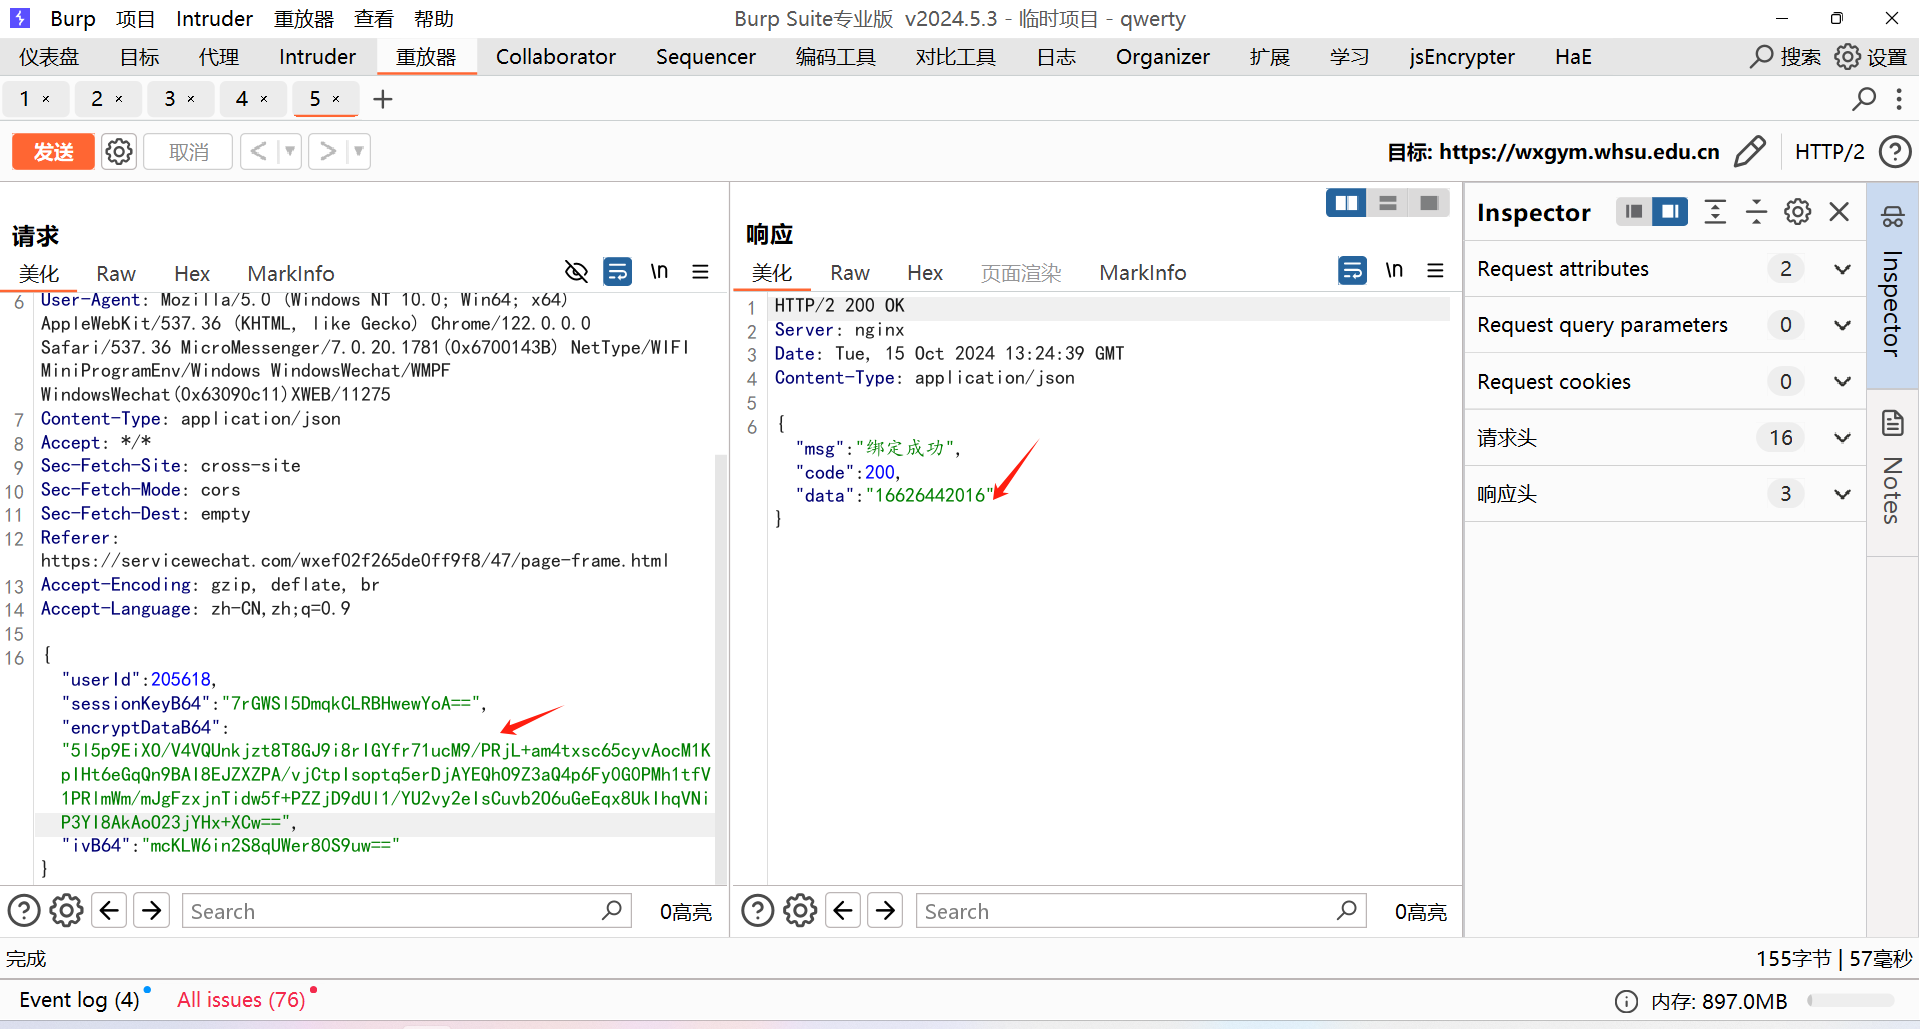 Burp 项目 Intruder 重放器 查看 帮助 Burp Suite专业版 v2024.5.3 - 临时项目 - qwerty
仪表盘 目标 代理 Intruder 重放器 Collaborator Sequencer 编码工具 对比工具 日志 Organizer 扩展 学习 jsEncrypter HaE 搜索 设置
1 × 2 × 3 × 4 × 5 × +
发送 取消 < > 目标: https://wxgym.whsu.edu.cn HTTP/2
请求
美化 Raw Hex MarkInfo \n
6 User-Agent: Mozilla/5.0 (Windows NT 10.0; Win64; x64)
AppleWebKit/537.36 (KHTML, like Gecko) Chrome/122.0.0.0
Safari/537.36 MicroMessenger/7.0.20.1781(0x6700143B) NetType/WIFI
MiniProgramEnv/Windows WindowsWechat/WMPF
WindowsWechat(0x63090c11)XWEB/11275
7 Content-Type: application/json
8 Accept: */*
9 Sec-Fetch-Site: cross-site
10 Sec-Fetch-Mode: cors
11 Sec-Fetch-Dest: empty
12 Referer:
https://servicewechat.com/wxef02f265de0ff9f8/47/page-frame.html
13 Accept-Encoding: gzip, deflate, br
14 Accept-Language: zh-CN,zh;q=0.9
15
16 {
"userId":205618,
"sessionKeyB64":"7rGWSl5DmqkCLRBHwewYoA==",
"encryptDataB64":
"5l5p9EiXO/V4VQUnkjzt8T8GJ9i8rlGYfr71ucM9/PRjL+am4txsc65cyvAocM1K
plHt6eGqQn9BAl8EJZXZPA/vjCtplsoptq5erDjAYEQhO9Z3aQ4p6FyOGOPMh1tfV
1PRlmWm/mJgFzxjnTidw5f+PZZjD9dUl1/YU2vy2elsCuvb2O6uGeEqx8UklhqVNi
P3Yl8AkAoO23jYHx+XCw==",
"ivB64":"mcKLW6in2S8qUWer8OS9uw=="
}
Search 0高亮
响应
美化 Raw Hex 页面渲染 MarkInfo \n
1 HTTP/2 200 OK
2 Server: nginx
3 Date: Tue, 15 Oct 2024 13:24:39 GMT
4 Content-Type: application/json
5
6 {
"msg":"绑定成功",
"code":200,
"data":"16626442016"
}
Search 0高亮
Inspector
Request attributes 2
Request query parameters 0
Request cookies 0
请求头 16
响应头 3
Inspector
Notes
完成 155字节 | 57毫秒
Event log (4) All issues (76) 内存: 897.0MB